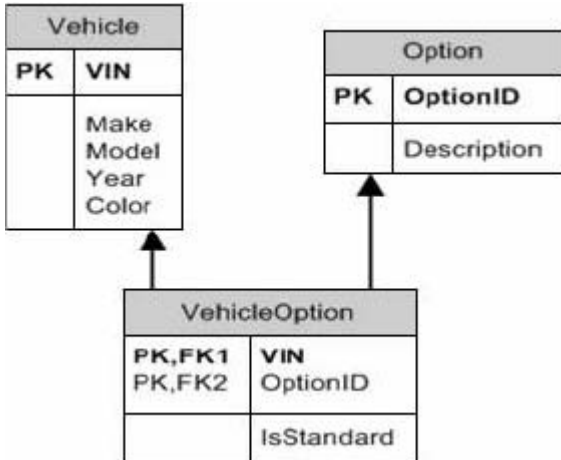 Vehicle
PK VIN
Make
Model
Year
Color
Option
PK OptionID
Description
VehicleOption
PK,FK1 VIN
PK,FK2 OptionID
IsStandard